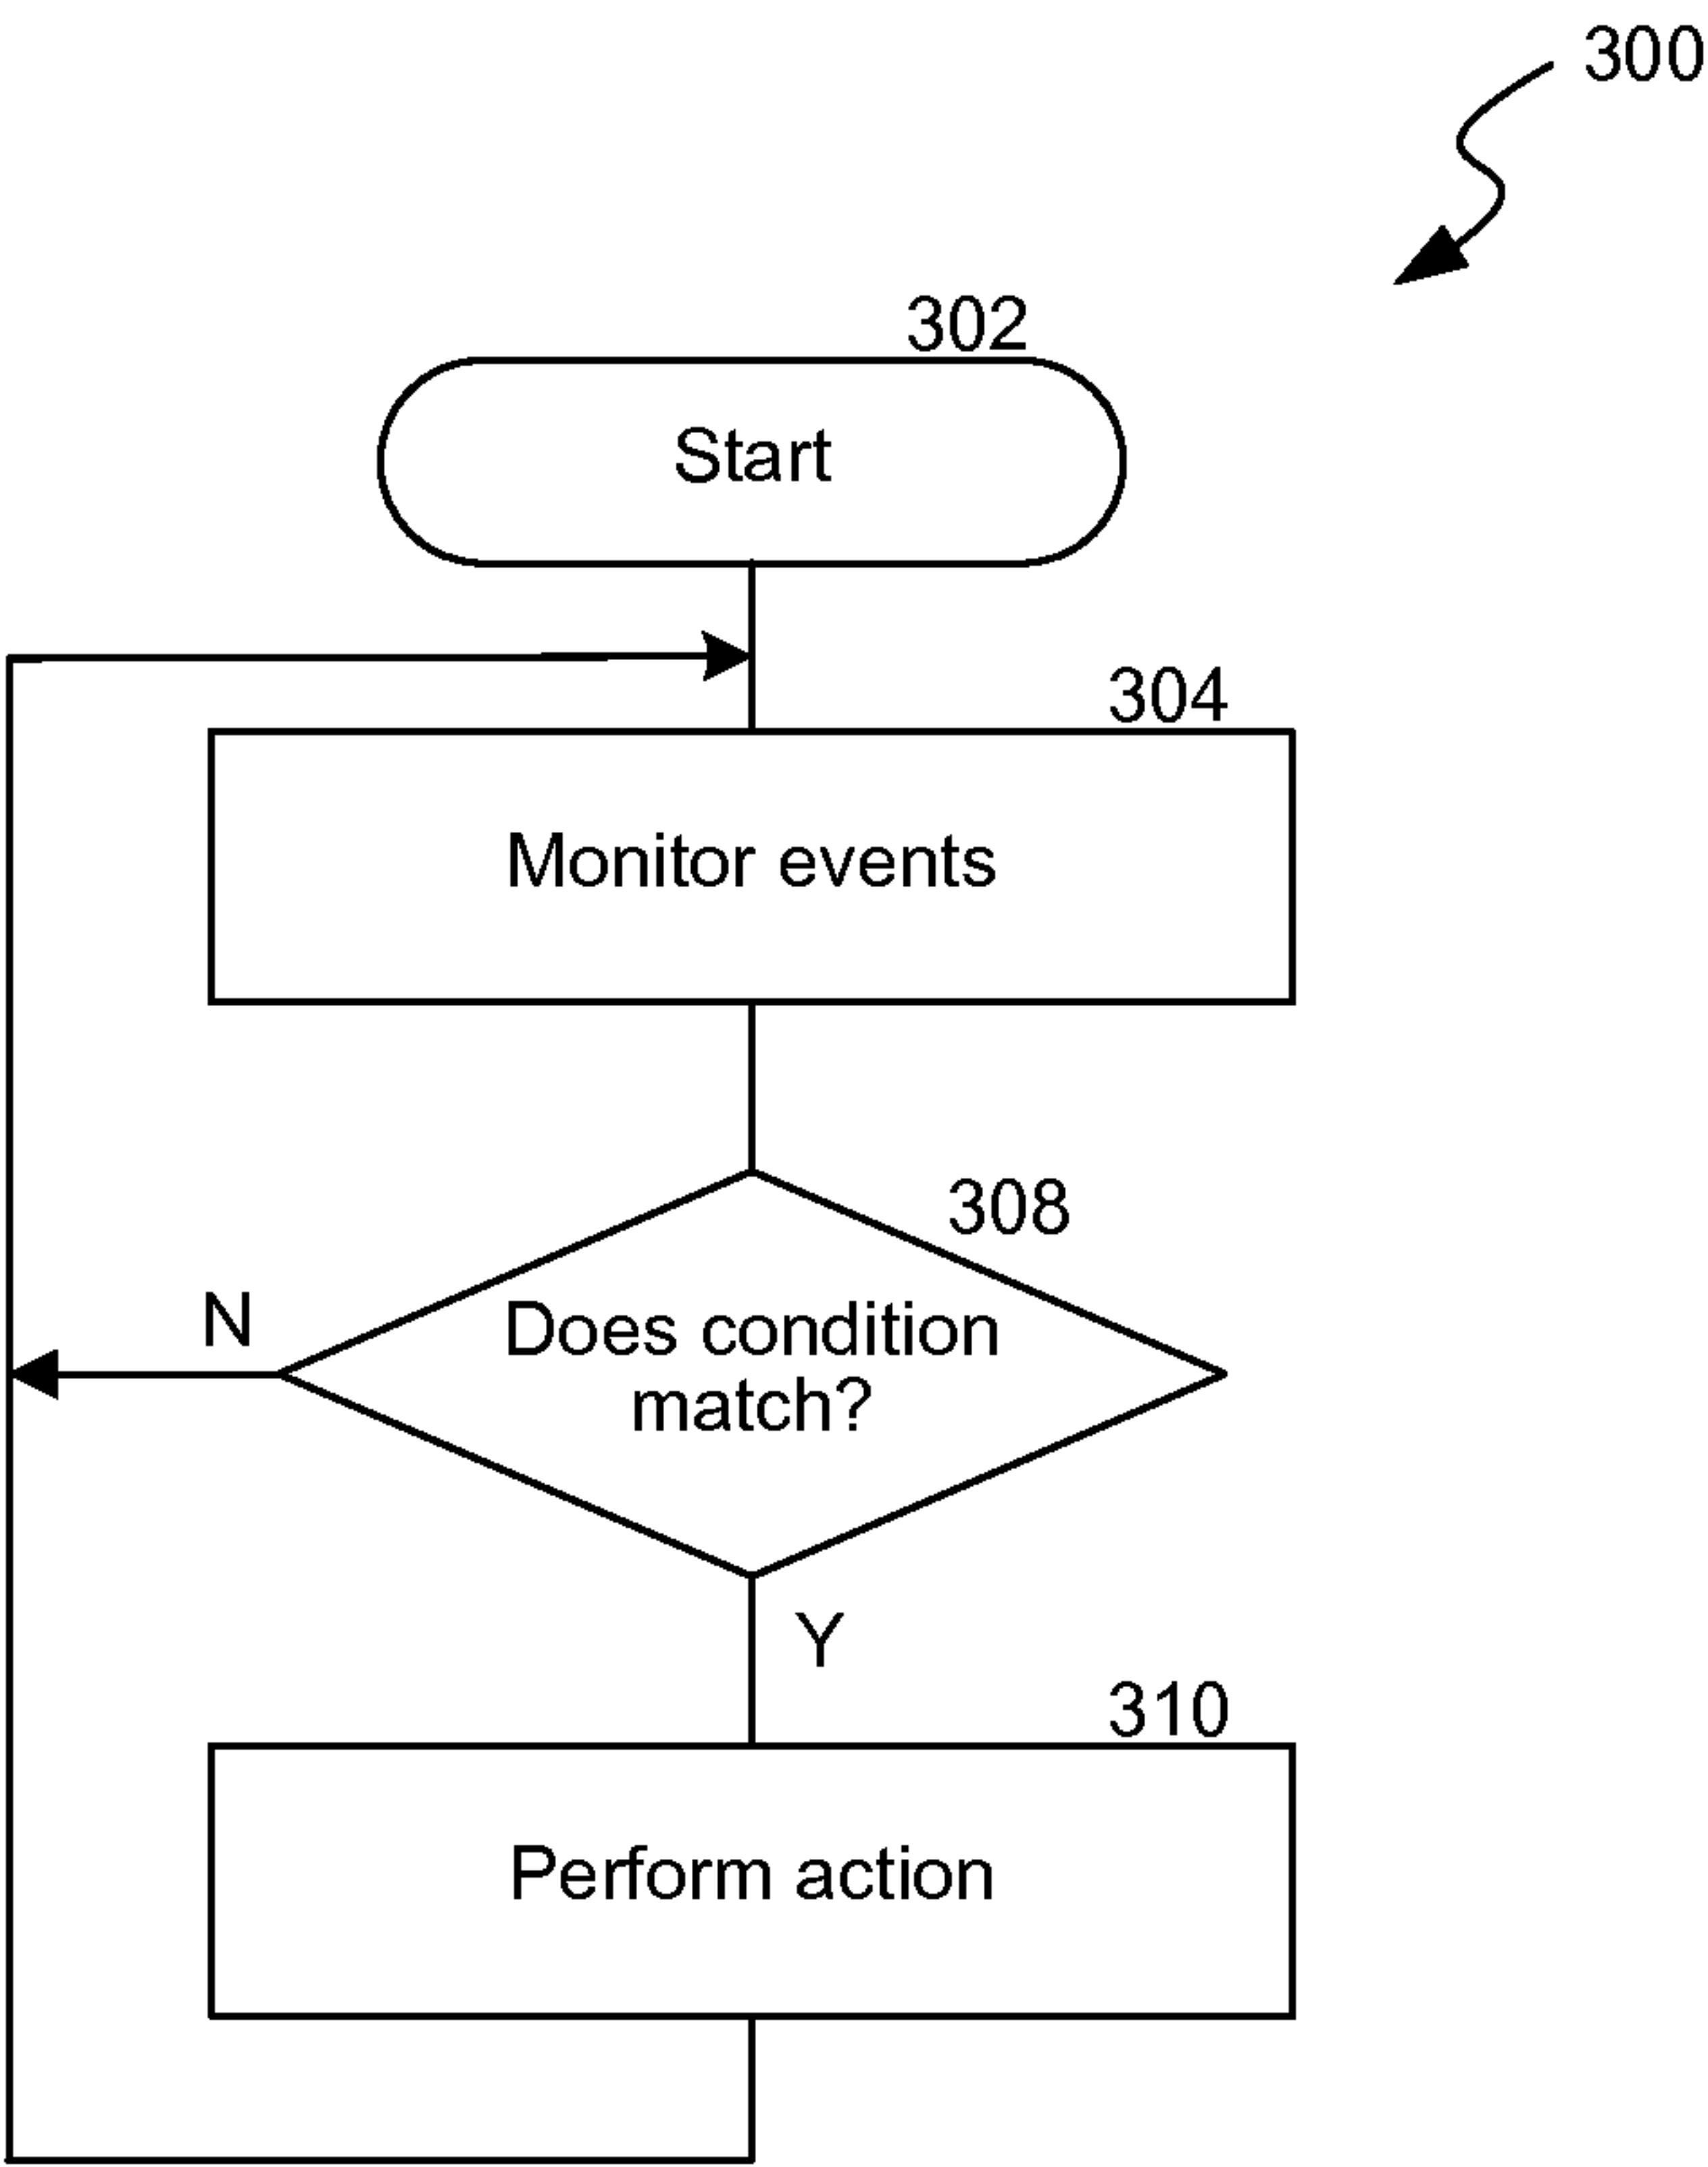 300
302
Start
304
Monitor events
308
Does condition
match?
N
Y
310
Perform action